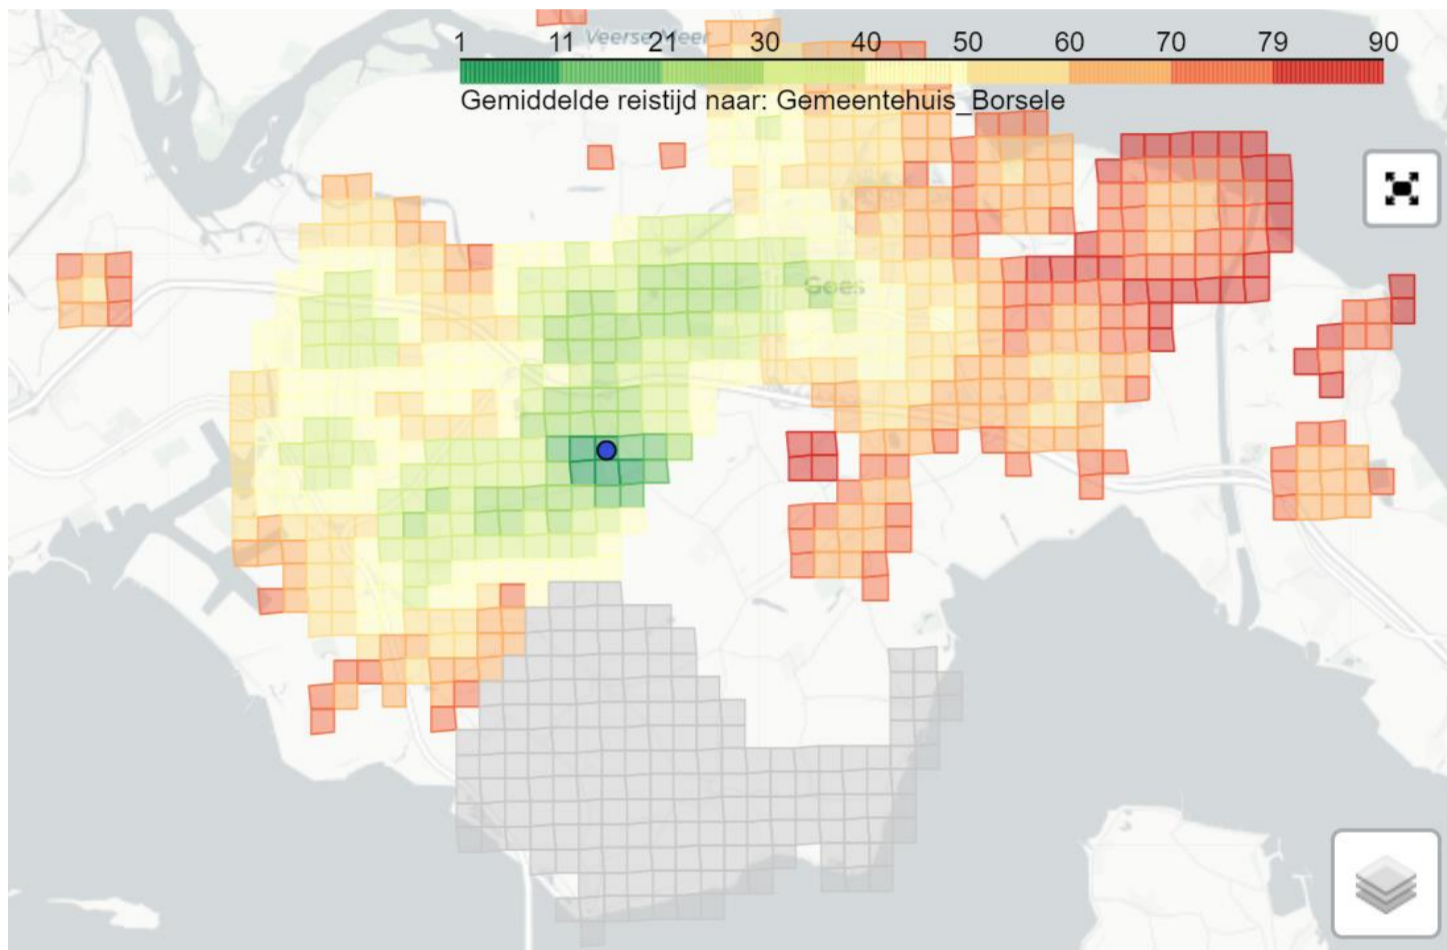 Veerse Meer
1 11 21 30 40 50 60 70 79 90
Gemiddelde reistijd naar: Gemeentehuis_Borsele
Goes